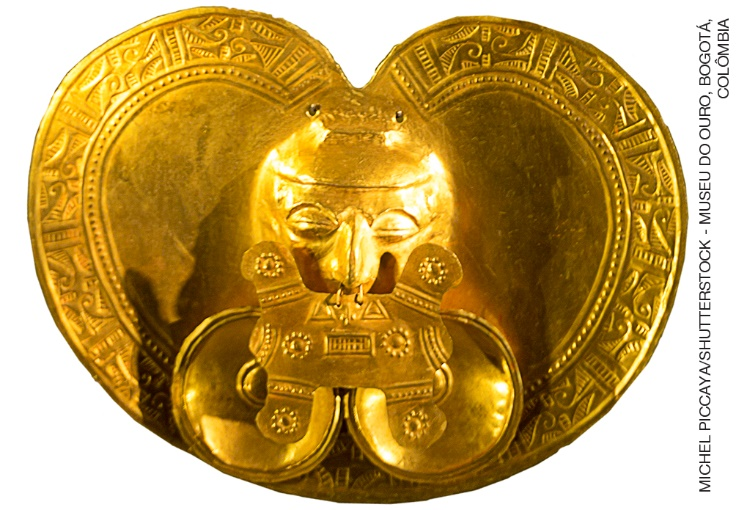 MICHEL PICCAYA/SHUTTERSTOCK - MUSEU DO OURO, BOGOTÁ,
COLÔMBIA